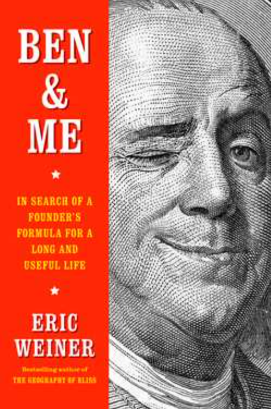 BEN
&
ME
IN SEARCH OF A
FOUNDER'S
FORMULA FOR A
LONG AND
USEFUL LIFE
ERIC
WEINER
Bestselling author of
THE GEOGRAPHY OF BLISS